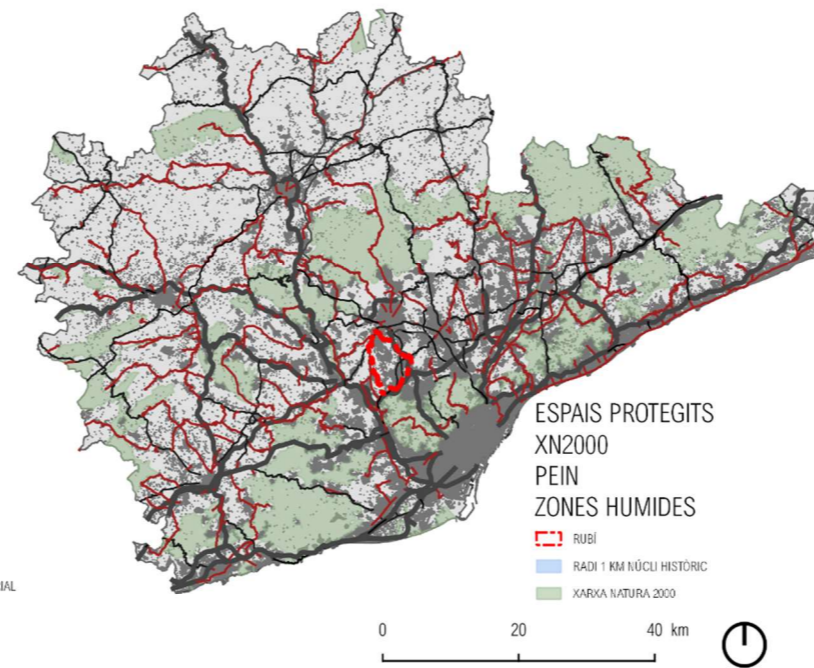 ESPAIS PROTEGITS
XN2000
PEIN
ZONES HUMIDES
RUBÍ
RADI 1 KM NÚCLI HISTÒRIC
XARXA NATURA 2000
IAL
0 20 40 km